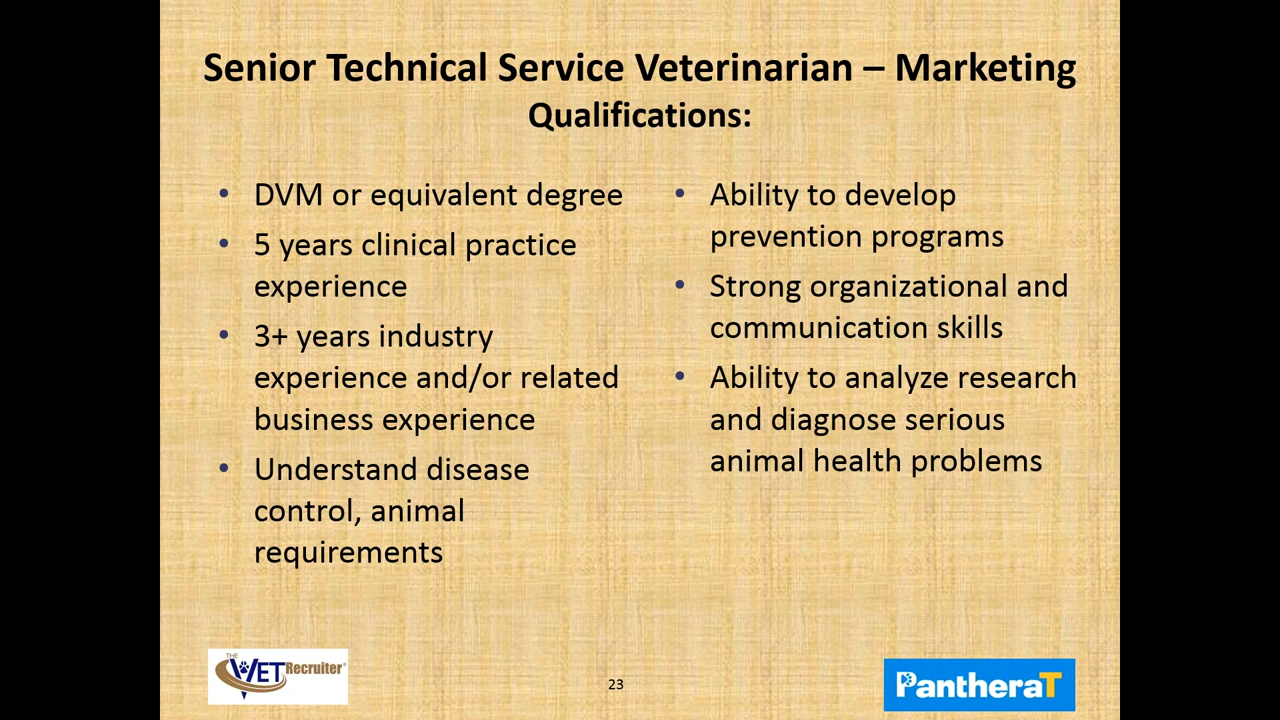 Senior Technical Service Veterinarian – Marketing
Qualifications:
• DVM or equivalent degree
• 5 years clinical practice
experience
• 3+ years industry
experience and/or related
business experience
• Understand disease
control, animal
requirements
• Ability to develop
prevention programs
• Strong organizational and
communication skills
• Ability to analyze research
and diagnose serious
animal health problems
THE
VET Recruiter®
23
PantheraT